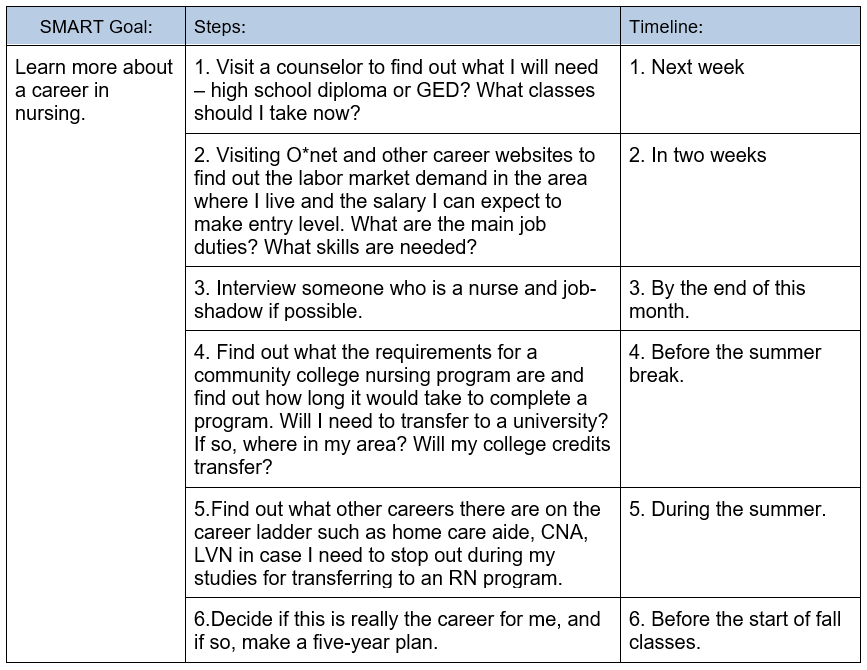 SMART Goal:
Steps:
Timeline:
Learn more about
a career in
nursing.
1. Visit a counselor to find out what I will need
– high school diploma or GED? What classes
should I take now?
1. Next week
2. Visiting O*net and other career websites to
find out the labor market demand in the area
where I live and the salary I can expect to
make entry level. What are the main job
duties? What skills are needed?
2. In two weeks
3. Interview someone who is a nurse and job-
shadow if possible.
3. By the end of this
month.
4. Find out what the requirements for a
community college nursing program are and
find out how long it would take to complete a
program. Will I need to transfer to a university?
If so, where in my area? Will my college credits
transfer?
4. Before the summer
break.
5.Find out what other careers there are on the
career ladder such as home care aide, CNA,
LVN in case I need to stop out during my
studies for transferring to an RN program.
5. During the summer.
6.Decide if this is really the career for me, and
if so, make a five-year plan.
6. Before the start of fall
classes.